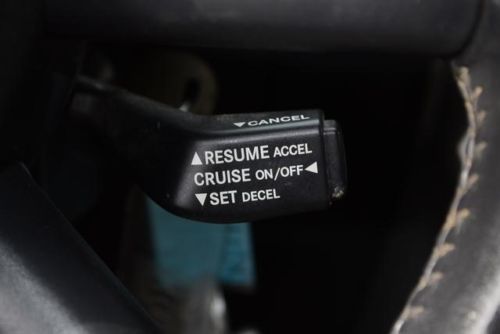 ▼CANCEL
▲RESUME ACCEL
CRUISE ON/OFF◀
▼SET DECEL